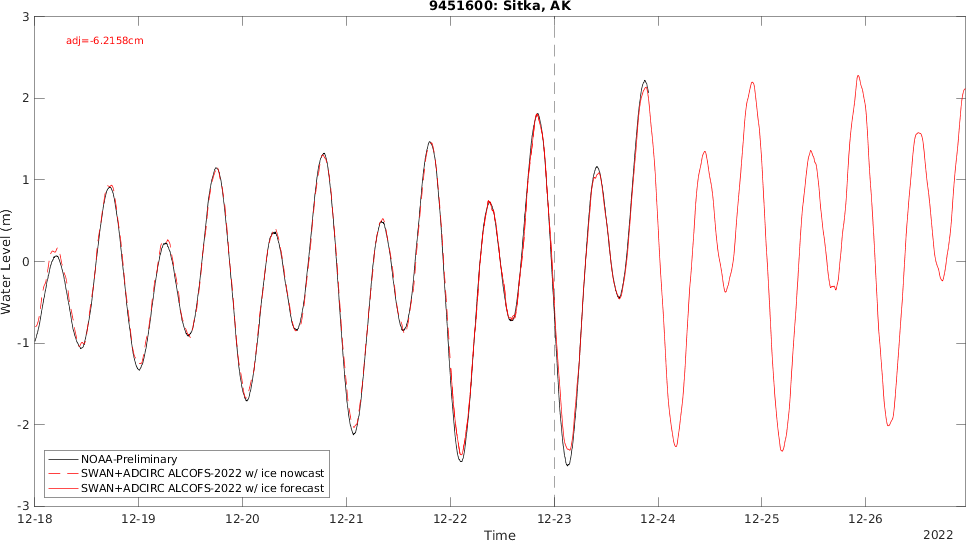 9451600: Sitka, AK
adj=-6.2158cm
3
2
1
0
-1
-2
-3
Water Level (m)
NOAA-Preliminary
SWAN+ADCIRC ALCOFS-2022 w/ ice nowcast
SWAN+ADCIRC ALCOFS-2022 w/ ice forecast
12-18 12-19 12-20 12-21 12-22 12-23 12-24 12-25 12-26
Time
2022